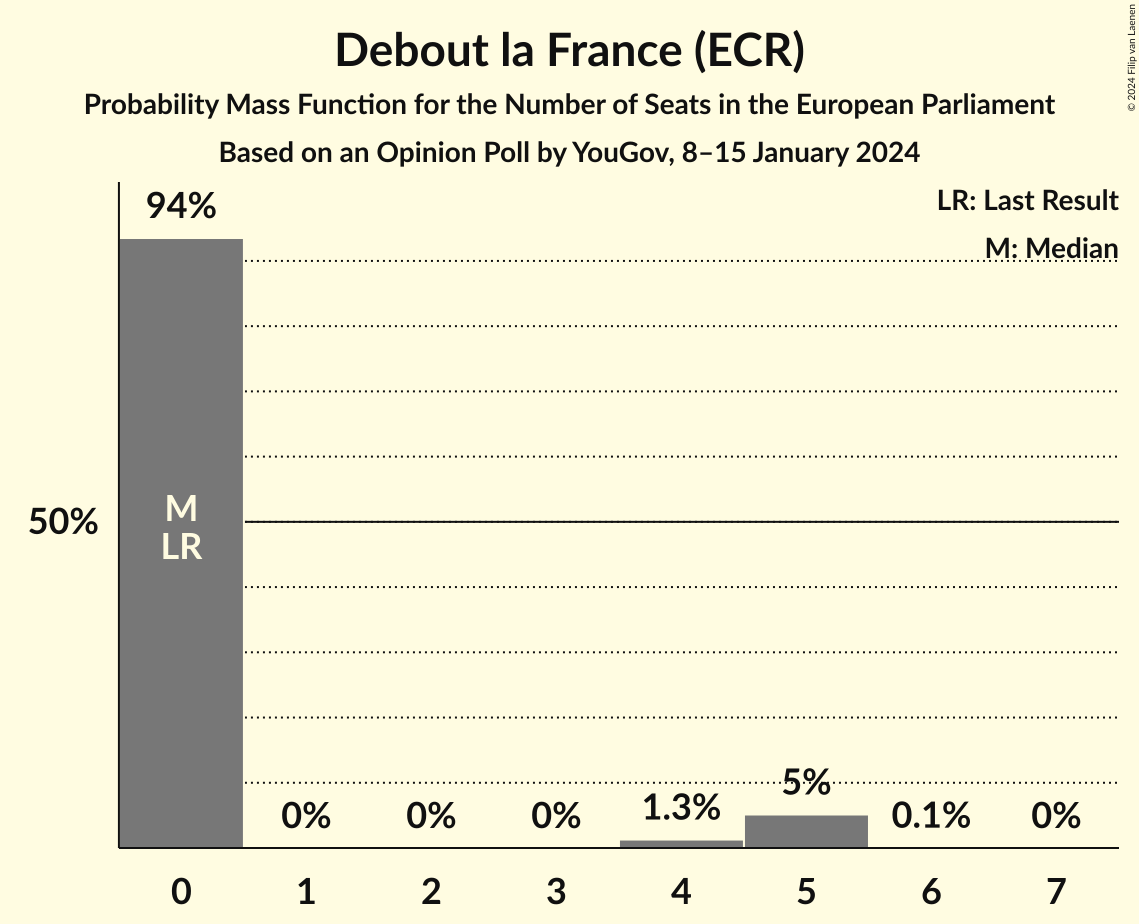 Debout la France (ECR)
Probability Mass Function for the Number of Seats in the European Parliament
Based on an Opinion Poll by YouGov, 8–15 January 2024
© 2024 Filip van Laenen
LR: Last Result
M: Median
94%
50%
M
LR
0%
0%
0%
1.3%
5%
0.1%
0%
0
1
2
3
4
5
6
7